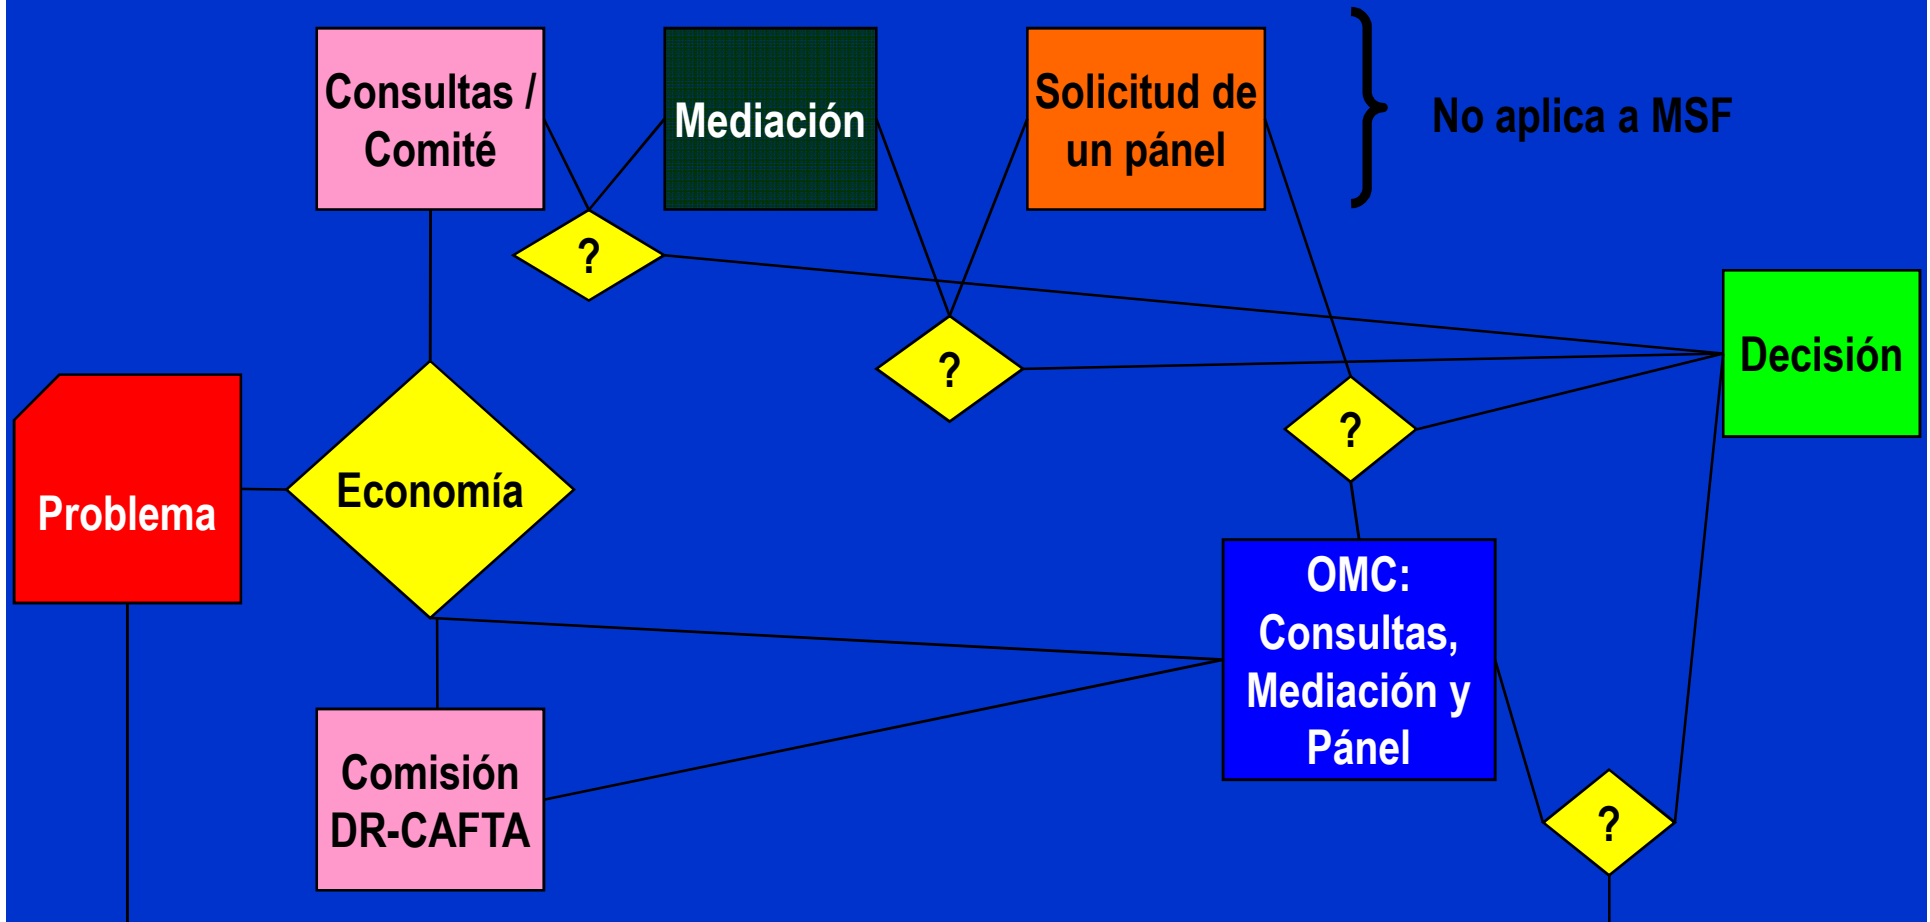 Consultas /
Comité
Mediación
Solicitud de
un pánel
No aplica a MSF
?
?
?
Decisión
Problema
Economía
OMC:
Consultas,
Mediación y
Pánel
Comisión
DR-CAFTA
?